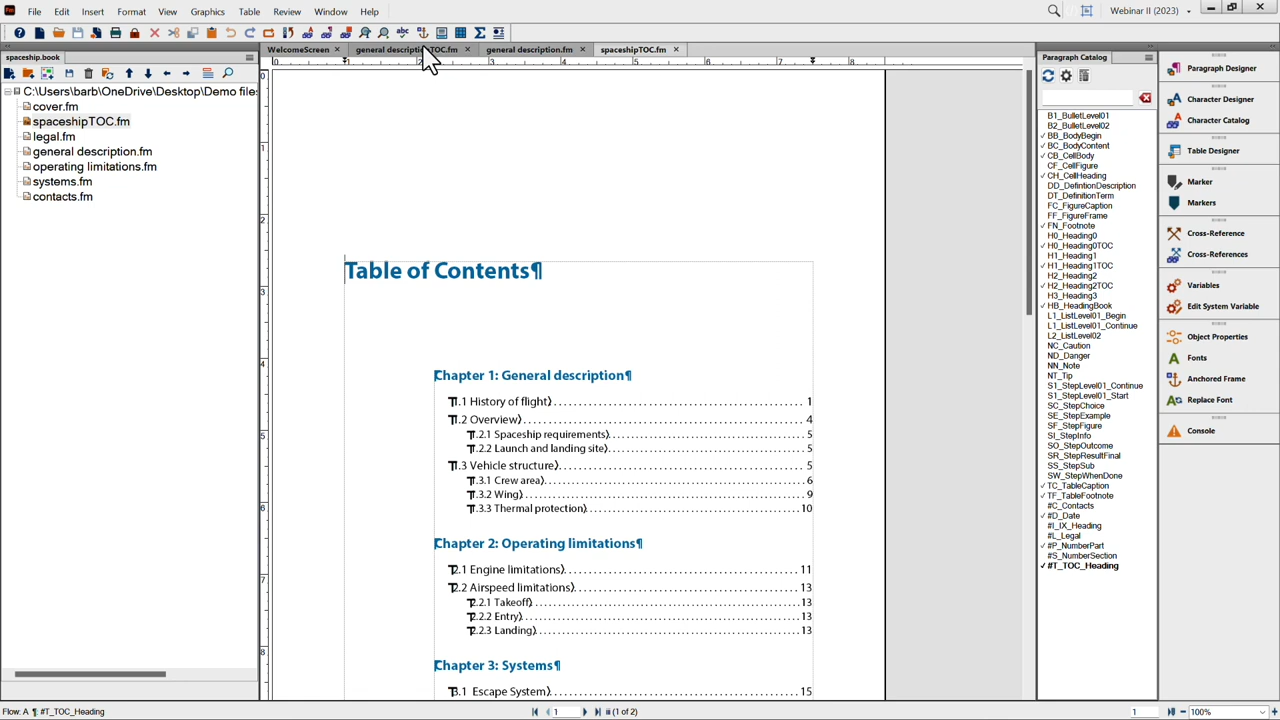 Fm File Edit Insert Format View Graphics Table Review Window Help Webinar II (2023)
WelcomeScreen general descriptionTOC.fm general description.fm spaceshipTOC.fm
spaceship.book
C:\Users\barb\OneDrive\Desktop\Demo file
cover.fm
spaceshipTOC.fm
legal.fm
general description.fm
operating limitations.fm
systems.fm
contacts.fm
Table of Contents¶
Chapter 1: General description¶
1.1 History of flight 1
1.2 Overview 4
1.2.1 Spaceship requirements 5
1.2.2 Launch and landing site 5
1.3 Vehicle structure 5
1.3.1 Crew area 6
1.3.2 Wing 9
1.3.3 Thermal protection 10
Chapter 2: Operating limitations¶
2.1 Engine limitations 11
2.2 Airspeed limitations 13
2.2.1 Takeoff 13
2.2.2 Entry 13
2.2.3 Landing 13
Chapter 3: Systems¶
3.1 Escape System 15
Paragraph Catalog
B1_BulletLevel01
B2_BulletLevel02
BB_BodyBegin
BC_BodyContent
CB_CellBody
CF_CellFigure
CH_CellHeading
DD_DefintionDescription
DT_DefinitionTerm
FC_FigureCaption
FF_FigureFrame
FN_Footnote
H0_Heading0
H0_Heading0TOC
H1_Heading1
H1_Heading1TOC
H2_Heading2
H2_Heading2TOC
H3_Heading3
HB_HeadingBook
L1_ListLevel01_Begin
L1_ListLevel01_Continue
L2_ListLevel02
NC_Caution
ND_Danger
NN_Note
NT_Tip
S1_StepLevel01_Continue
S1_StepLevel01_Start
SC_StepChoice
SE_StepExample
SF_StepFigure
SI_StepInfo
SO_StepOutcome
SR_StepResultFinal
SS_StepSub
SW_StepWhenDone
TC_TableCaption
TF_TableFootnote
#C_Contacts
#D_Date
#I_IX_Heading
#L_Legal
#P_NumberPart
#S_NumberSection
#T_TOC_Heading
Paragraph Designer
Character Designer
Character Catalog
Table Designer
Marker
Markers
Cross-Reference
Cross-References
Variables
Edit System Variable
Object Properties
Fonts
Anchored Frame
Replace Font
Console
Flow: A ¶: #T_TOC_Heading 1 iii (1 of 2) 1 100%